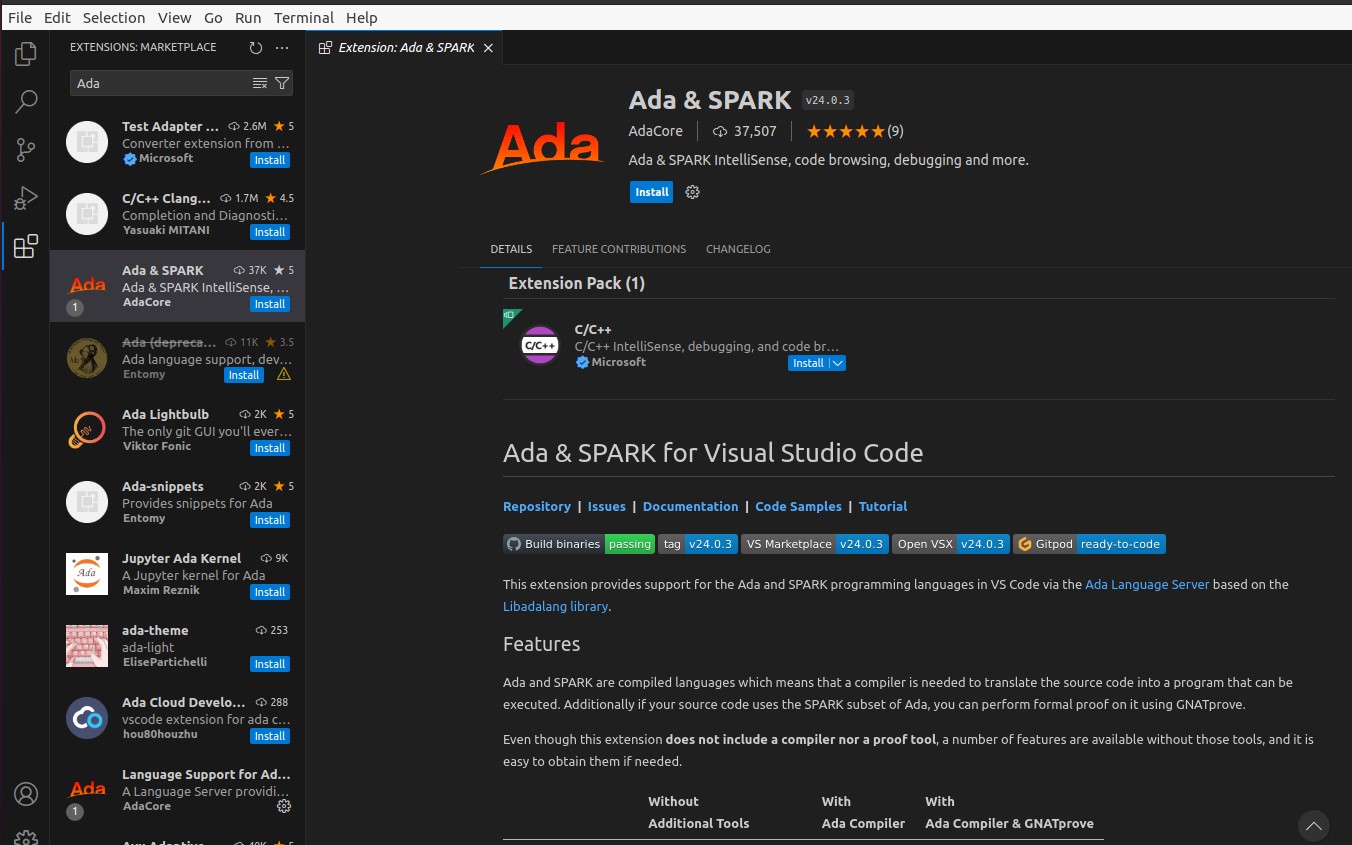 File Edit Selection View Go Run Terminal Help
EXTENSIONS: MARKETPLACE
Ada
Test Adapter ... 2.6M 5
Converter extension from ...
Microsoft Install
C/C++ Clang... 1.7M 4.5
Completion and Diagnosti...
Yasuaki MITANI Install
Ada & SPARK 37K 5
Ada & SPARK IntelliSense, ...
AdaCore Install
Ada
1
Ada (depreca... 11K 3.5
Ada language support, dev...
Entomy Install
Ada Lightbulb 2K 5
The only git GUI you'll ever...
Viktor Fonic Install
Ada-snippets 2K 5
Provides snippets for Ada
Entomy Install
Jupyter Ada Kernel 9K
A Jupyter kernel for Ada
Maxim Reznik Install
Ada
ada-theme 253
ada-light
ElisePartichelli Install
Ada Cloud Develo... 288
vscode extension for ada c...
hou80houzhu Install
Language Support for Ad...
A Language Server providi...
AdaCore
Ada
1
Extension: Ada & SPARK
Ada
Ada & SPARK v24.0.3
AdaCore 37,507 (9)
Ada & SPARK IntelliSense, code browsing, debugging and more.
Install
DETAILS FEATURE CONTRIBUTIONS CHANGELOG
Extension Pack (1)
C/C++
C/C++
C/C++ IntelliSense, debugging, and code br...
Microsoft Install
Ada & SPARK for Visual Studio Code
Repository | Issues | Documentation | Code Samples | Tutorial
Build binaries passing tag v24.0.3 VS Marketplace v24.0.3 Open VSX v24.0.3 Gitpod ready-to-code
This extension provides support for the Ada and SPARK programming languages in VS Code via the Ada Language Server based on the
Libadalang library.
Features
Ada and SPARK are compiled languages which means that a compiler is needed to translate the source code into a program that can be
executed. Additionally if your source code uses the SPARK subset of Ada, you can perform formal proof on it using GNATprove.
Even though this extension does not include a compiler nor a proof tool, a number of features are available without those tools, and it is
easy to obtain them if needed.
Without With With
Additional Tools Ada Compiler Ada Compiler & GNATprove